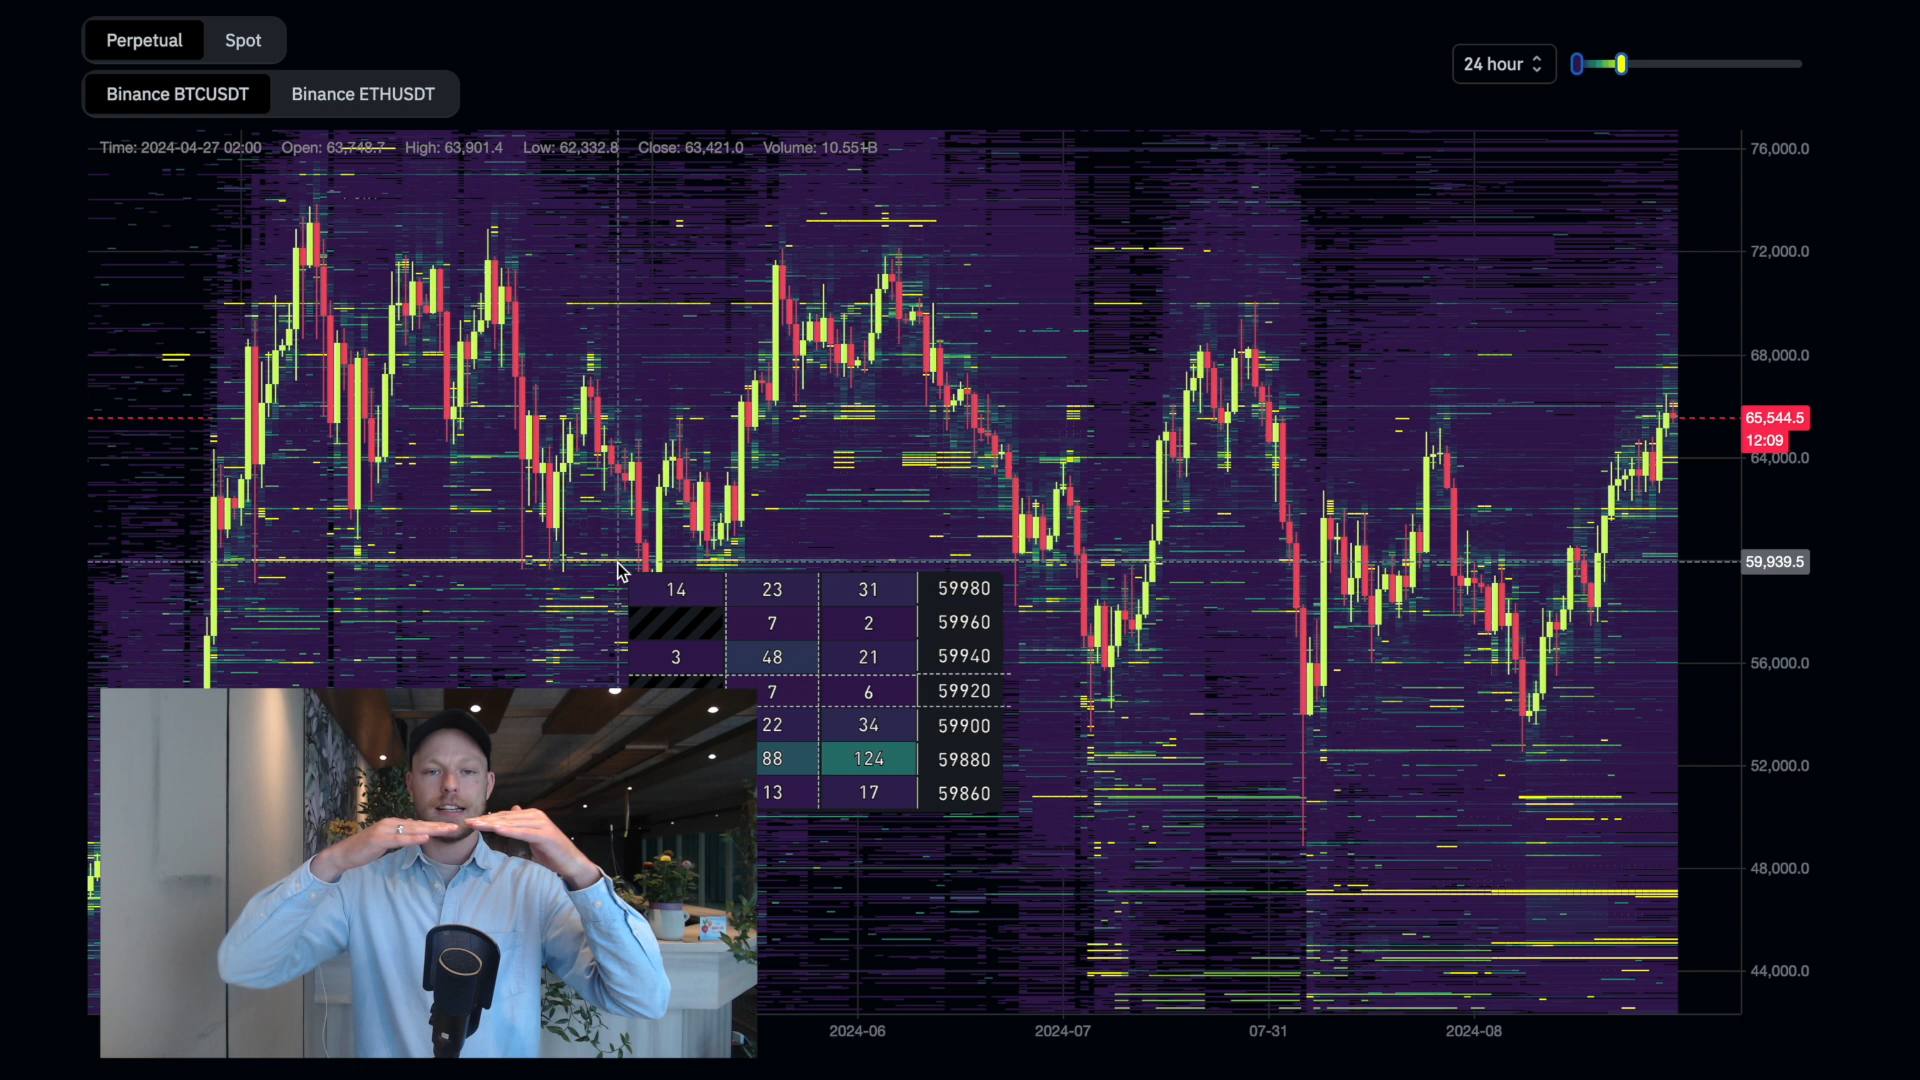 Perpetual Spot
24 hour
Binance BTCUSDT Binance ETHUSDT
Time: 2024-04-27 02:00 Open: 63,748.7 High: 63,901.4 Low: 62,332.8 Close: 63,421.0 Volume: 10.551B
76,000.0
72,000.0
68,000.0
65,544.5
12:09
64,000.0
59,939.5
56,000.0
52,000.0
48,000.0
44,000.0
14 23 31 59980
7 2 59960
3 48 21 59940
7 6 59920
22 34 59900
88 124 59880
13 17 59860
2024-06 2024-07 07-31 2024-08